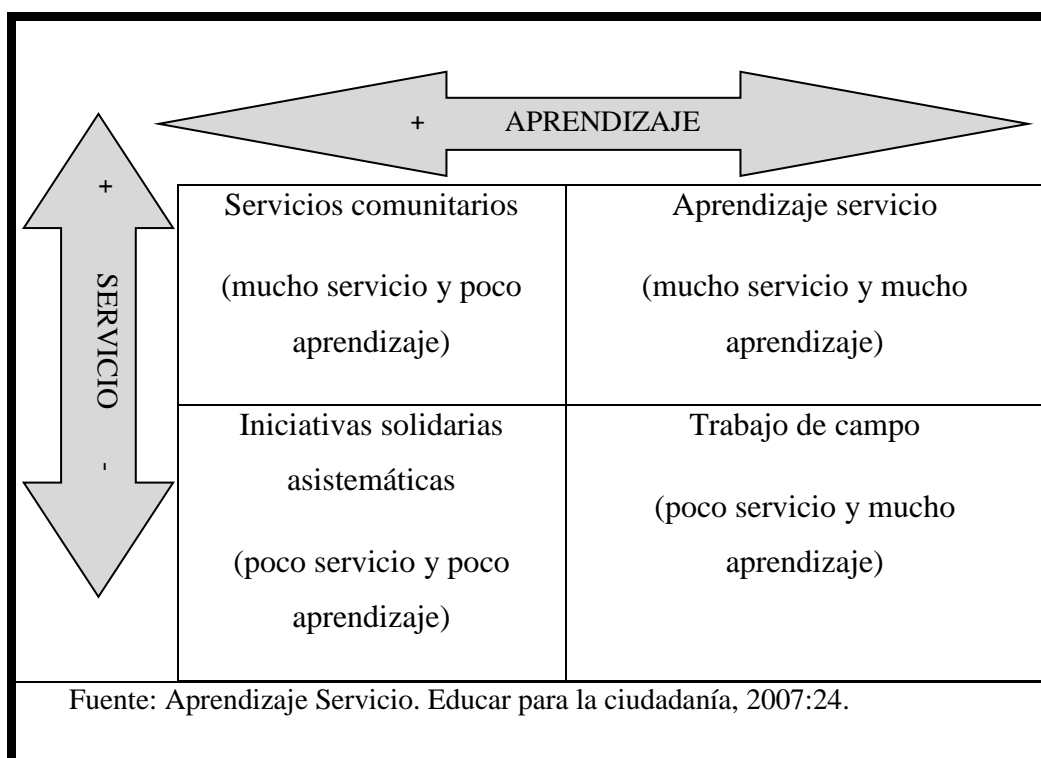 + APRENDIZAJE
+
SERVICIO
-
Servicios comunitarios
(mucho servicio y poco
aprendizaje)
Aprendizaje servicio
(mucho servicio y mucho
aprendizaje)
Iniciativas solidarias
asistemáticas
(poco servicio y poco
aprendizaje)
Trabajo de campo
(poco servicio y mucho
aprendizaje)
Fuente: Aprendizaje Servicio. Educar para la ciudadanía, 2007:24.